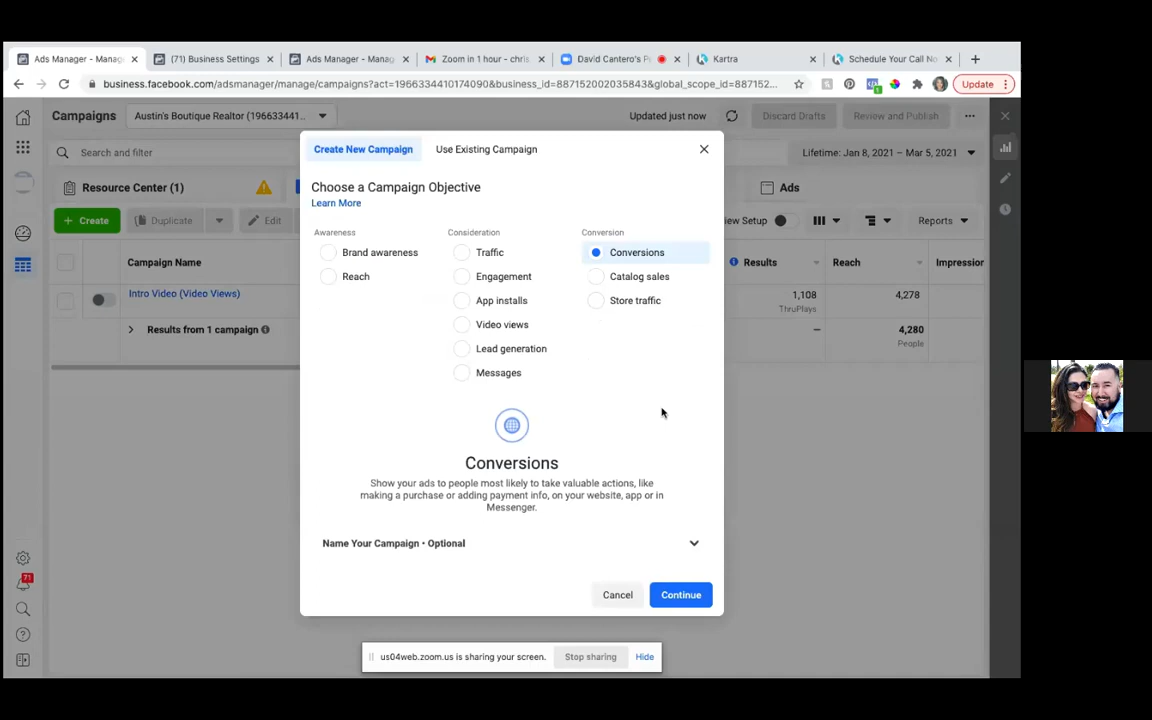 Ads Manager - Manag
(71) Business Settings
Ads Manager - Manag
Zoom in 1 hour - chris
David Cantero's P
Kartra
Schedule Your Call No
business.facebook.com/adsmanager/manage/campaigns?act=1966334410174090&business_id=887152002035843&global_scope_id=887152...
Update
Campaigns
Austin's Boutique Realtor (196633441...
Updated just now
Discard Drafts
Review and Publish
Search and filter
Lifetime: Jan 8, 2021 – Mar 5, 2021
Resource Center (1)
Ads
+ Create
Duplicate
Edit
iew Setup
Reports
Campaign Name
Results
Reach
Impression
Intro Video (Video Views)
1,108
ThruPlays
4,278
Results from 1 campaign
—
4,280
People
Create New Campaign
Use Existing Campaign
Choose a Campaign Objective
Learn More
Awareness
Consideration
Conversion
Brand awareness
Traffic
Conversions
Reach
Engagement
Catalog sales
App installs
Store traffic
Video views
Lead generation
Messages
Conversions
Show your ads to people most likely to take valuable actions, like
making a purchase or adding payment info, on your website, app or in
Messenger.
Name Your Campaign • Optional
Cancel
Continue
71
us04web.zoom.us is sharing your screen.
Stop sharing
Hide